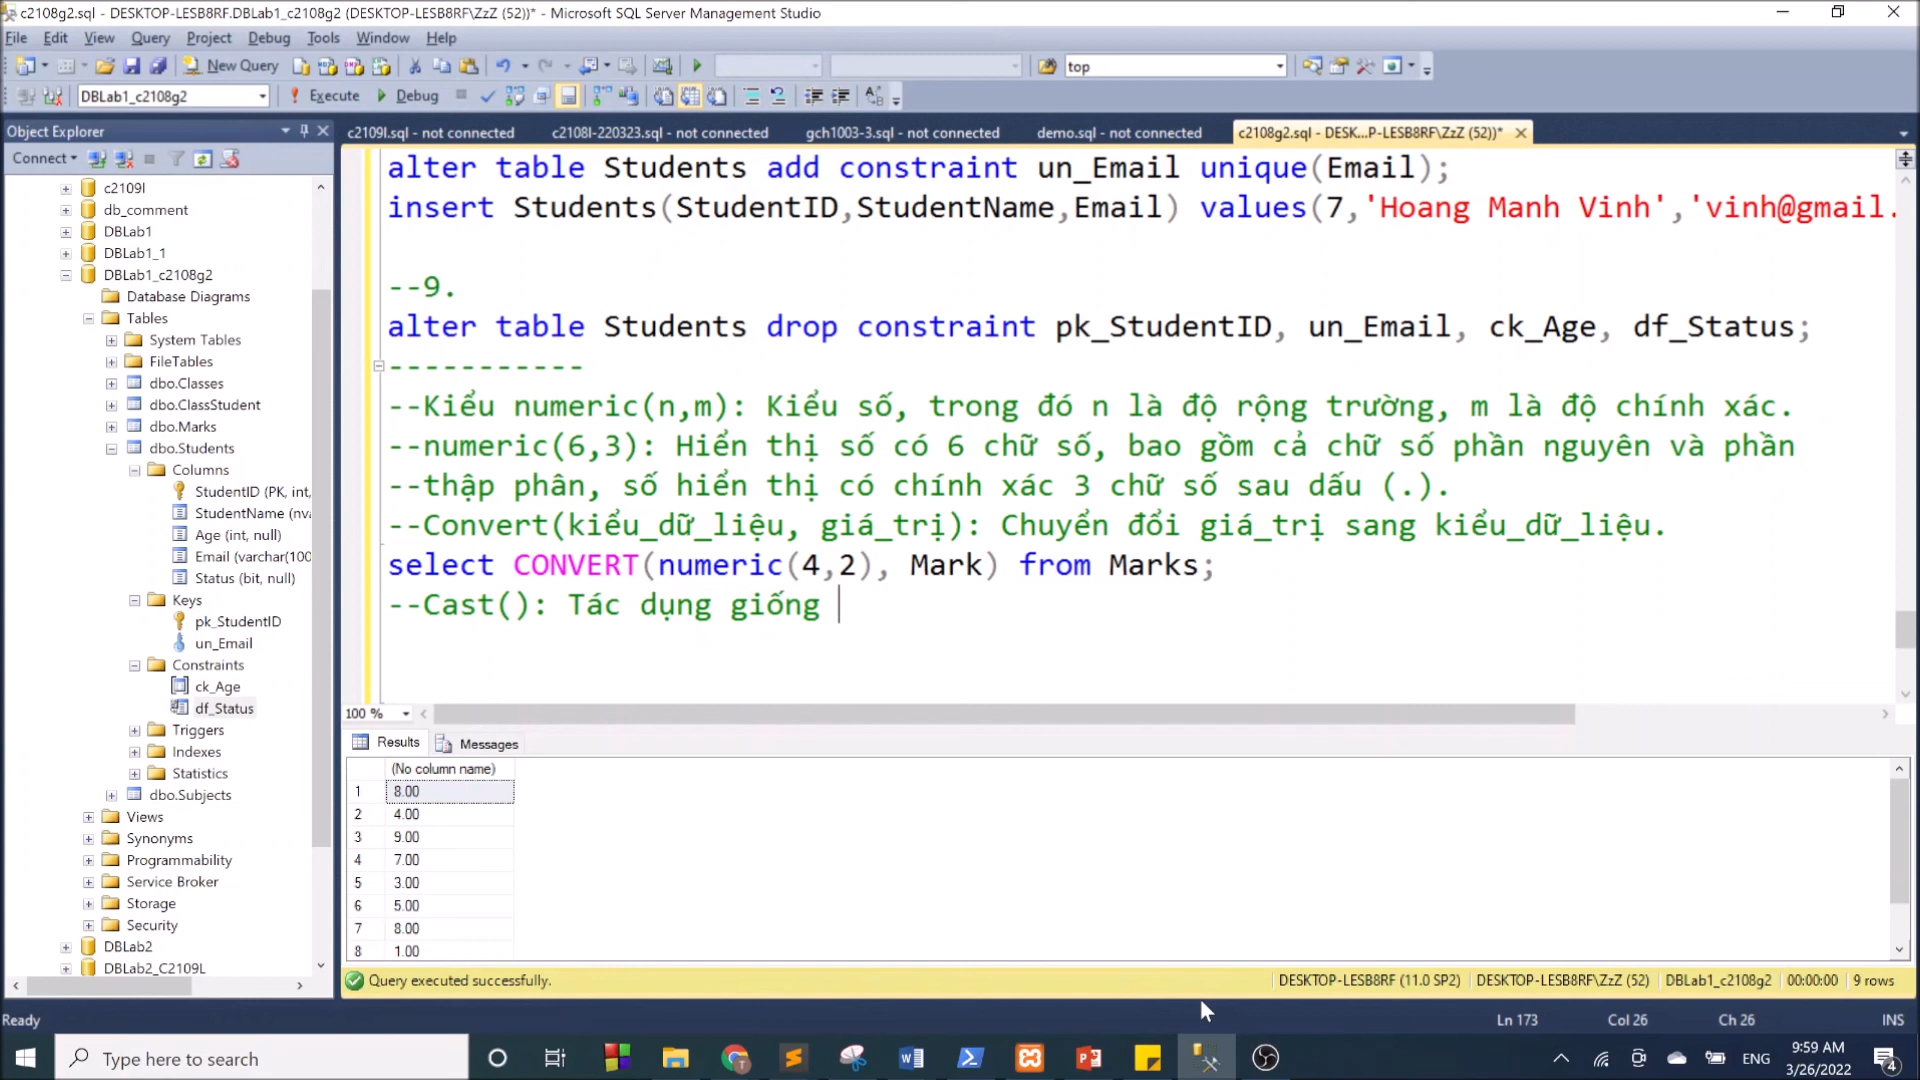 c2108g2.sql - DESKTOP-LESB8RF.DBLab1_c2108g2 (DESKTOP-LESB8RF\ZzZ (52))* - Microsoft SQL Server Management Studio
File Edit View Query Project Debug Tools Window Help
New Query top
DBLab1_c2108g2 Execute Debug
Object Explorer
c2109l.sql - not connected c2108l-220323.sql - not connected gch1003-3.sql - not connected demo.sql - not connected c2108g2.sql - DESK...P-LESB8RF\ZzZ (52))*
Connect
c2109l
db_comment
DBLab1
DBLab1_1
DBLab1_c2108g2
Database Diagrams
Tables
System Tables
FileTables
dbo.Classes
dbo.ClassStudent
dbo.Marks
dbo.Students
Columns
StudentID (PK, int,
StudentName (nva
Age (int, null)
Email (varchar(100
Status (bit, null)
Keys
pk_StudentID
un_Email
Constraints
ck_Age
df_Status
Triggers
Indexes
Statistics
dbo.Subjects
Views
Synonyms
Programmability
Service Broker
Storage
Security
DBLab2
DBLab2_C2109L
alter table Students add constraint un_Email unique(Email);
insert Students(StudentID,StudentName,Email) values(7,'Hoang Manh Vinh','vinh@gmail.
--9.
alter table Students drop constraint pk_StudentID, un_Email, ck_Age, df_Status;
-----------
--Kiểu numeric(n,m): Kiểu số, trong đó n là độ rộng trường, m là độ chính xác.
--numeric(6,3): Hiển thị số có 6 chữ số, bao gồm cả chữ số phần nguyên và phần
--thập phân, số hiển thị có chính xác 3 chữ số sau dấu (.).
--Convert(kiểu_dữ_liệu, giá_trị): Chuyển đổi giá_trị sang kiểu_dữ_liệu.
select CONVERT(numeric(4,2), Mark) from Marks;
--Cast(): Tác dụng giống
100 %
Results Messages
(No column name)
1 8.00
2 4.00
3 9.00
4 7.00
5 3.00
6 5.00
7 8.00
8 1.00
Query executed successfully. DESKTOP-LESB8RF (11.0 SP2) DESKTOP-LESB8RF\ZzZ (52) DBLab1_c2108g2 00:00:00 9 rows
Ready Ln 173 Col 26 Ch 26 INS
Type here to search ENG 9:59 AM
3/26/2022 4